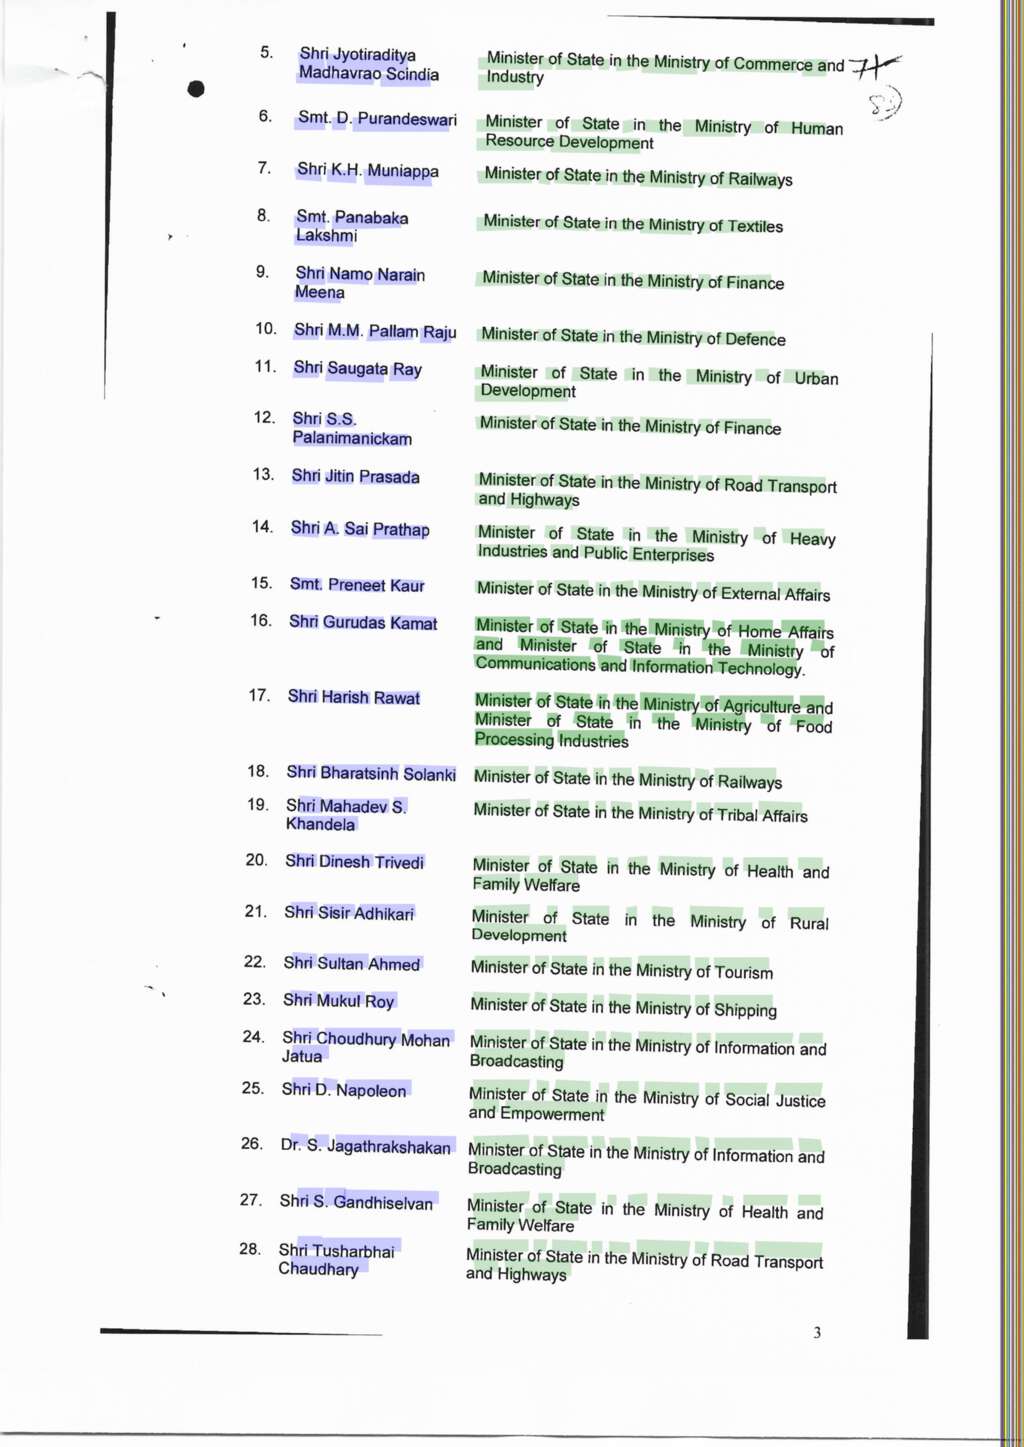 5. Shri Jyotiraditya Minister of State in the Ministry of Commerce and
Madhavrao Scindia Industry
6. Smt. D. Purandeswari Minister of State in the Ministry of Human
Resource Development
7. Shri K.H. Muniappa Minister of State in the Ministry of Railways
8. Smt. Panabaka Minister of State in the Ministry of Textiles
Lakshmi
9. Shri Namo Narain Minister of State in the Ministry of Finance
Meena
10. Shri M.M. Pallam Raju Minister of State in the Ministry of Defence
11. Shri Saugata Ray Minister of State in the Ministry of Urban
Development
12. Shri S.S. Minister of State in the Ministry of Finance
Palanimanickam
13. Shri Jitin Prasada Minister of State in the Ministry of Road Transport
and Highways
14. Shri A. Sai Prathap Minister of State in the Ministry of Heavy
Industries and Public Enterprises
15. Smt. Preneet Kaur Minister of State in the Ministry of External Affairs
16. Shri Gurudas Kamat Minister of State in the Ministry of Home Affairs
and Minister of State in the Ministry of
Communications and Information Technology.
17. Shri Harish Rawat Minister of State in the Ministry of Agriculture and
Minister of State in the Ministry of Food
Processing Industries
18. Shri Bharatsinh Solanki Minister of State in the Ministry of Railways
19. Shri Mahadev S. Minister of State in the Ministry of Tribal Affairs
Khandela
20. Shri Dinesh Trivedi Minister of State in the Ministry of Health and
Family Welfare
21. Shri Sisir Adhikari Minister of State in the Ministry of Rural
Development
22. Shri Sultan Ahmed Minister of State in the Ministry of Tourism
23. Shri Mukul Roy Minister of State in the Ministry of Shipping
24. Shri Choudhury Mohan Minister of State in the Ministry of Information and
Jatua Broadcasting
25. Shri D. Napoleon Minister of State in the Ministry of Social Justice
and Empowerment
26. Dr. S. Jagathrakshakan Minister of State in the Ministry of Information and
Broadcasting
27. Shri S. Gandhiselvan Minister of State in the Ministry of Health and
Family Welfare
28. Shri Tusharbhai Minister of State in the Ministry of Road Transport
Chaudhary and Highways
3